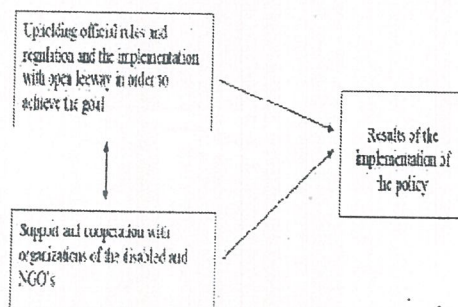 Upholding official rules and
regulation and the implementation
with open leeway in order to
achieve the goal
Results of the
implementation of
the policy
Support and cooperation with
organizations of the disabled and
NGO's